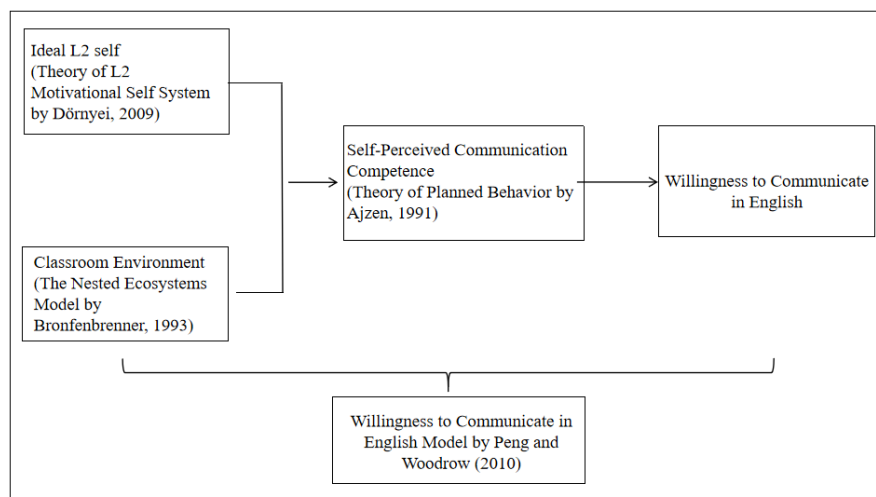 Ideal L2 self
(Theory of L2
Motivational Self System
by Dörnyei, 2009)
Self-Perceived Communication
Competence
(Theory of Planned Behavior by
Ajzen, 1991)
Willingness to Communicate
in English
Classroom Environment
(The Nested Ecosystems
Model by
Bronfenbrenner, 1993)
Willingness to Communicate in
English Model by Peng and
Woodrow (2010)